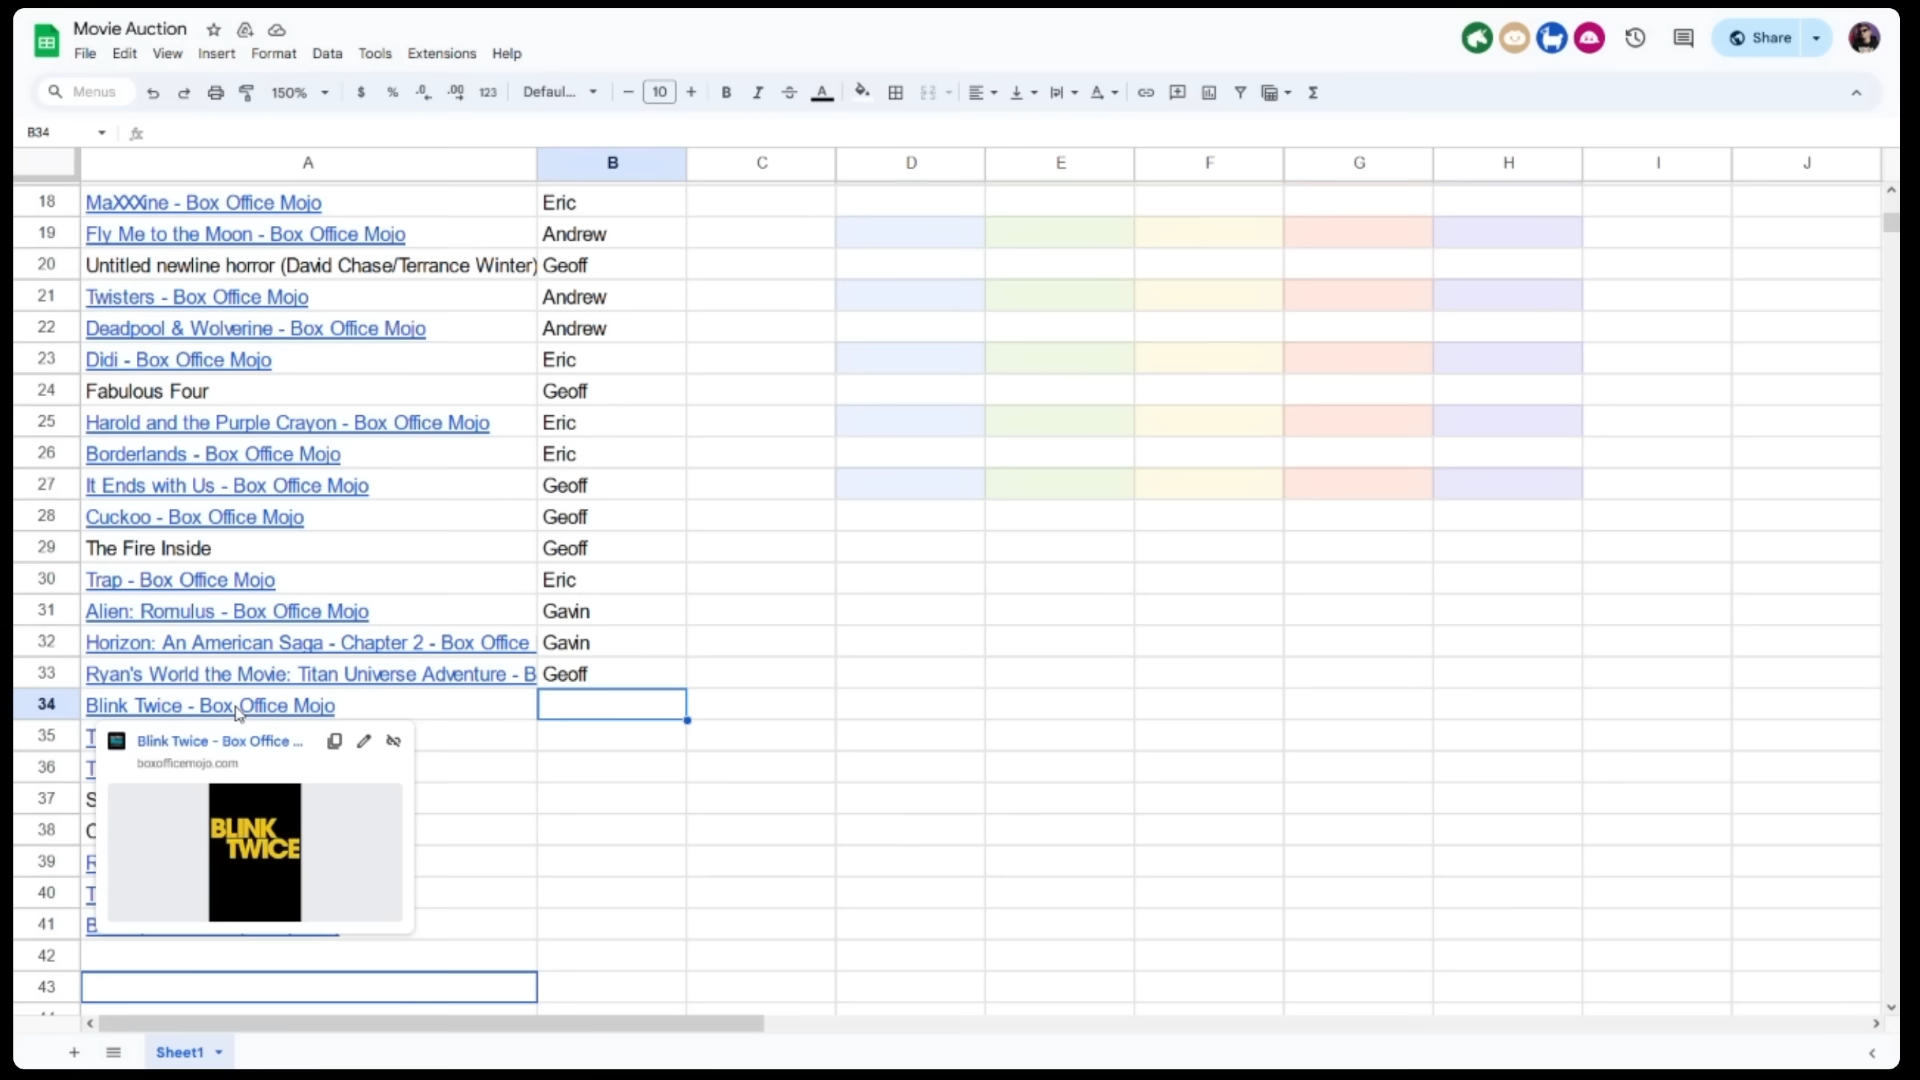 Movie Auction
File Edit View Insert Format Data Tools Extensions Help
Share
Menus 150% $ % .0 .00 123 Defaul... 10 B I A Σ
B34 fx
A B C D E F G H I J
18 MaXXXine - Box Office Mojo Eric
19 Fly Me to the Moon - Box Office Mojo Andrew
20 Untitled newline horror (David Chase/Terrance Winter) Geoff
21 Twisters - Box Office Mojo Andrew
22 Deadpool & Wolverine - Box Office Mojo Andrew
23 Didi - Box Office Mojo Eric
24 Fabulous Four Geoff
25 Harold and the Purple Crayon - Box Office Mojo Eric
26 Borderlands - Box Office Mojo Eric
27 It Ends with Us - Box Office Mojo Geoff
28 Cuckoo - Box Office Mojo Geoff
29 The Fire Inside Geoff
30 Trap - Box Office Mojo Eric
31 Alien: Romulus - Box Office Mojo Gavin
32 Horizon: An American Saga - Chapter 2 - Box Office Gavin
33 Ryan's World the Movie: Titan Universe Adventure - B Geoff
34 Blink Twice - Box Office Mojo
35 T
Blink Twice - Box Office ...
boxofficemojo.com
36 T
37 S
38
BLINK
TWICE
39 R
40 T
41 B
42
43
Sheet1